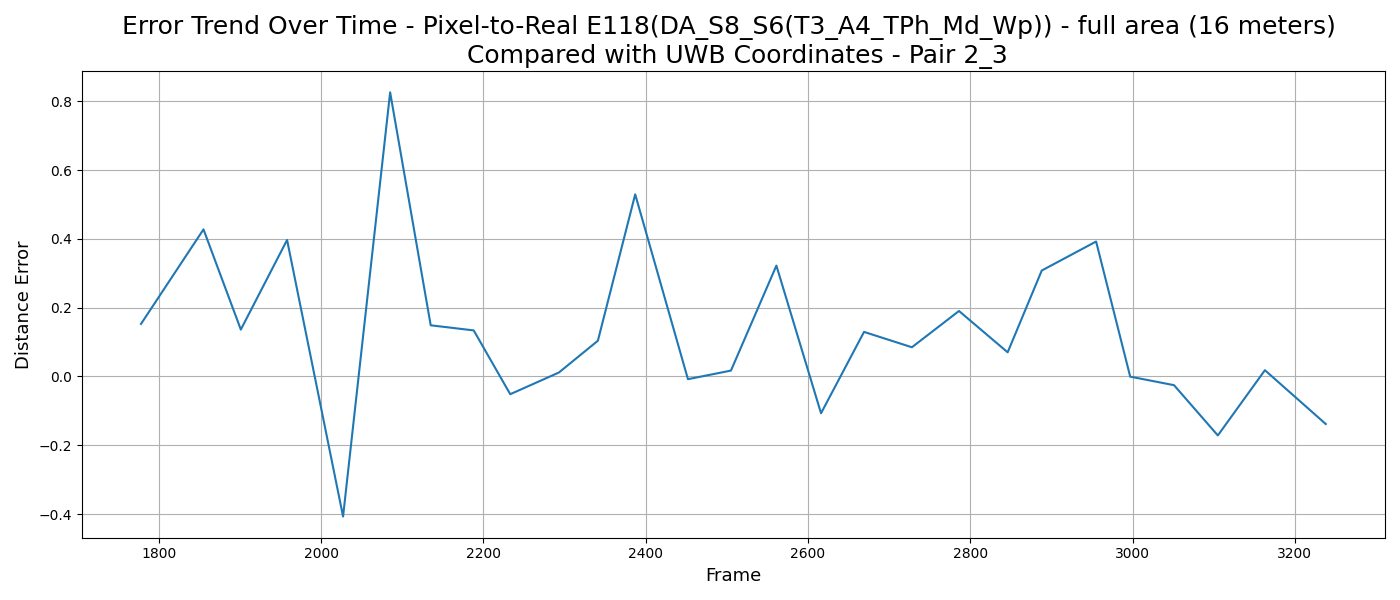 Error Trend Over Time - Pixel-to-Real E118(DA_S8_S6(T3_A4_TPh_Md_Wp)) - full area (16 meters)
Compared with UWB Coordinates - Pair 2_3
Distance Error
0.8
0.6
0.4
0.2
0.0
−0.2
−0.4
1800 2000 2200 2400 2600 2800 3000 3200
Frame